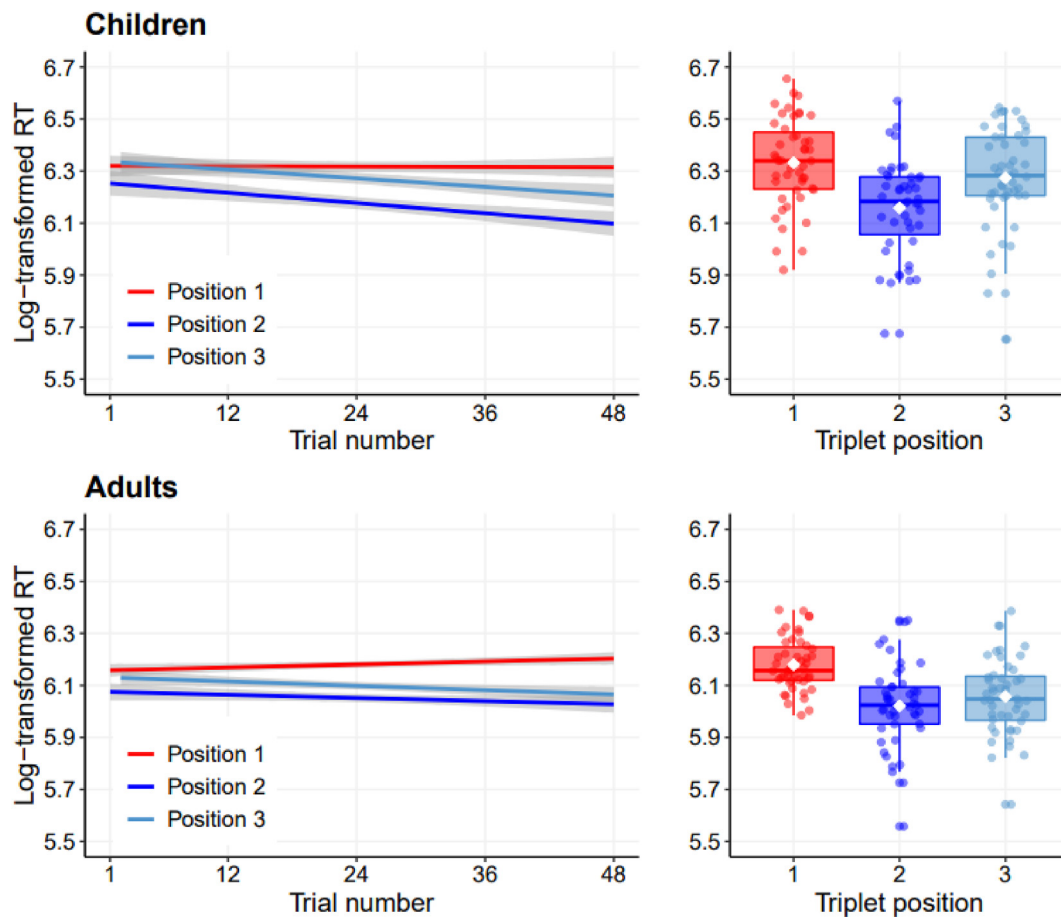 Children
Log-transformed RT
6.7
6.5
6.3
6.1
5.9
5.7
5.5
Position 1
Position 2
Position 3
1 12 24 36 48
Trial number
6.7
6.5
6.3
6.1
5.9
5.7
5.5
1 2 3
Triplet position
Adults
Log-transformed RT
6.7
6.5
6.3
6.1
5.9
5.7
5.5
Position 1
Position 2
Position 3
1 12 24 36 48
Trial number
6.7
6.5
6.3
6.1
5.9
5.7
5.5
1 2 3
Triplet position